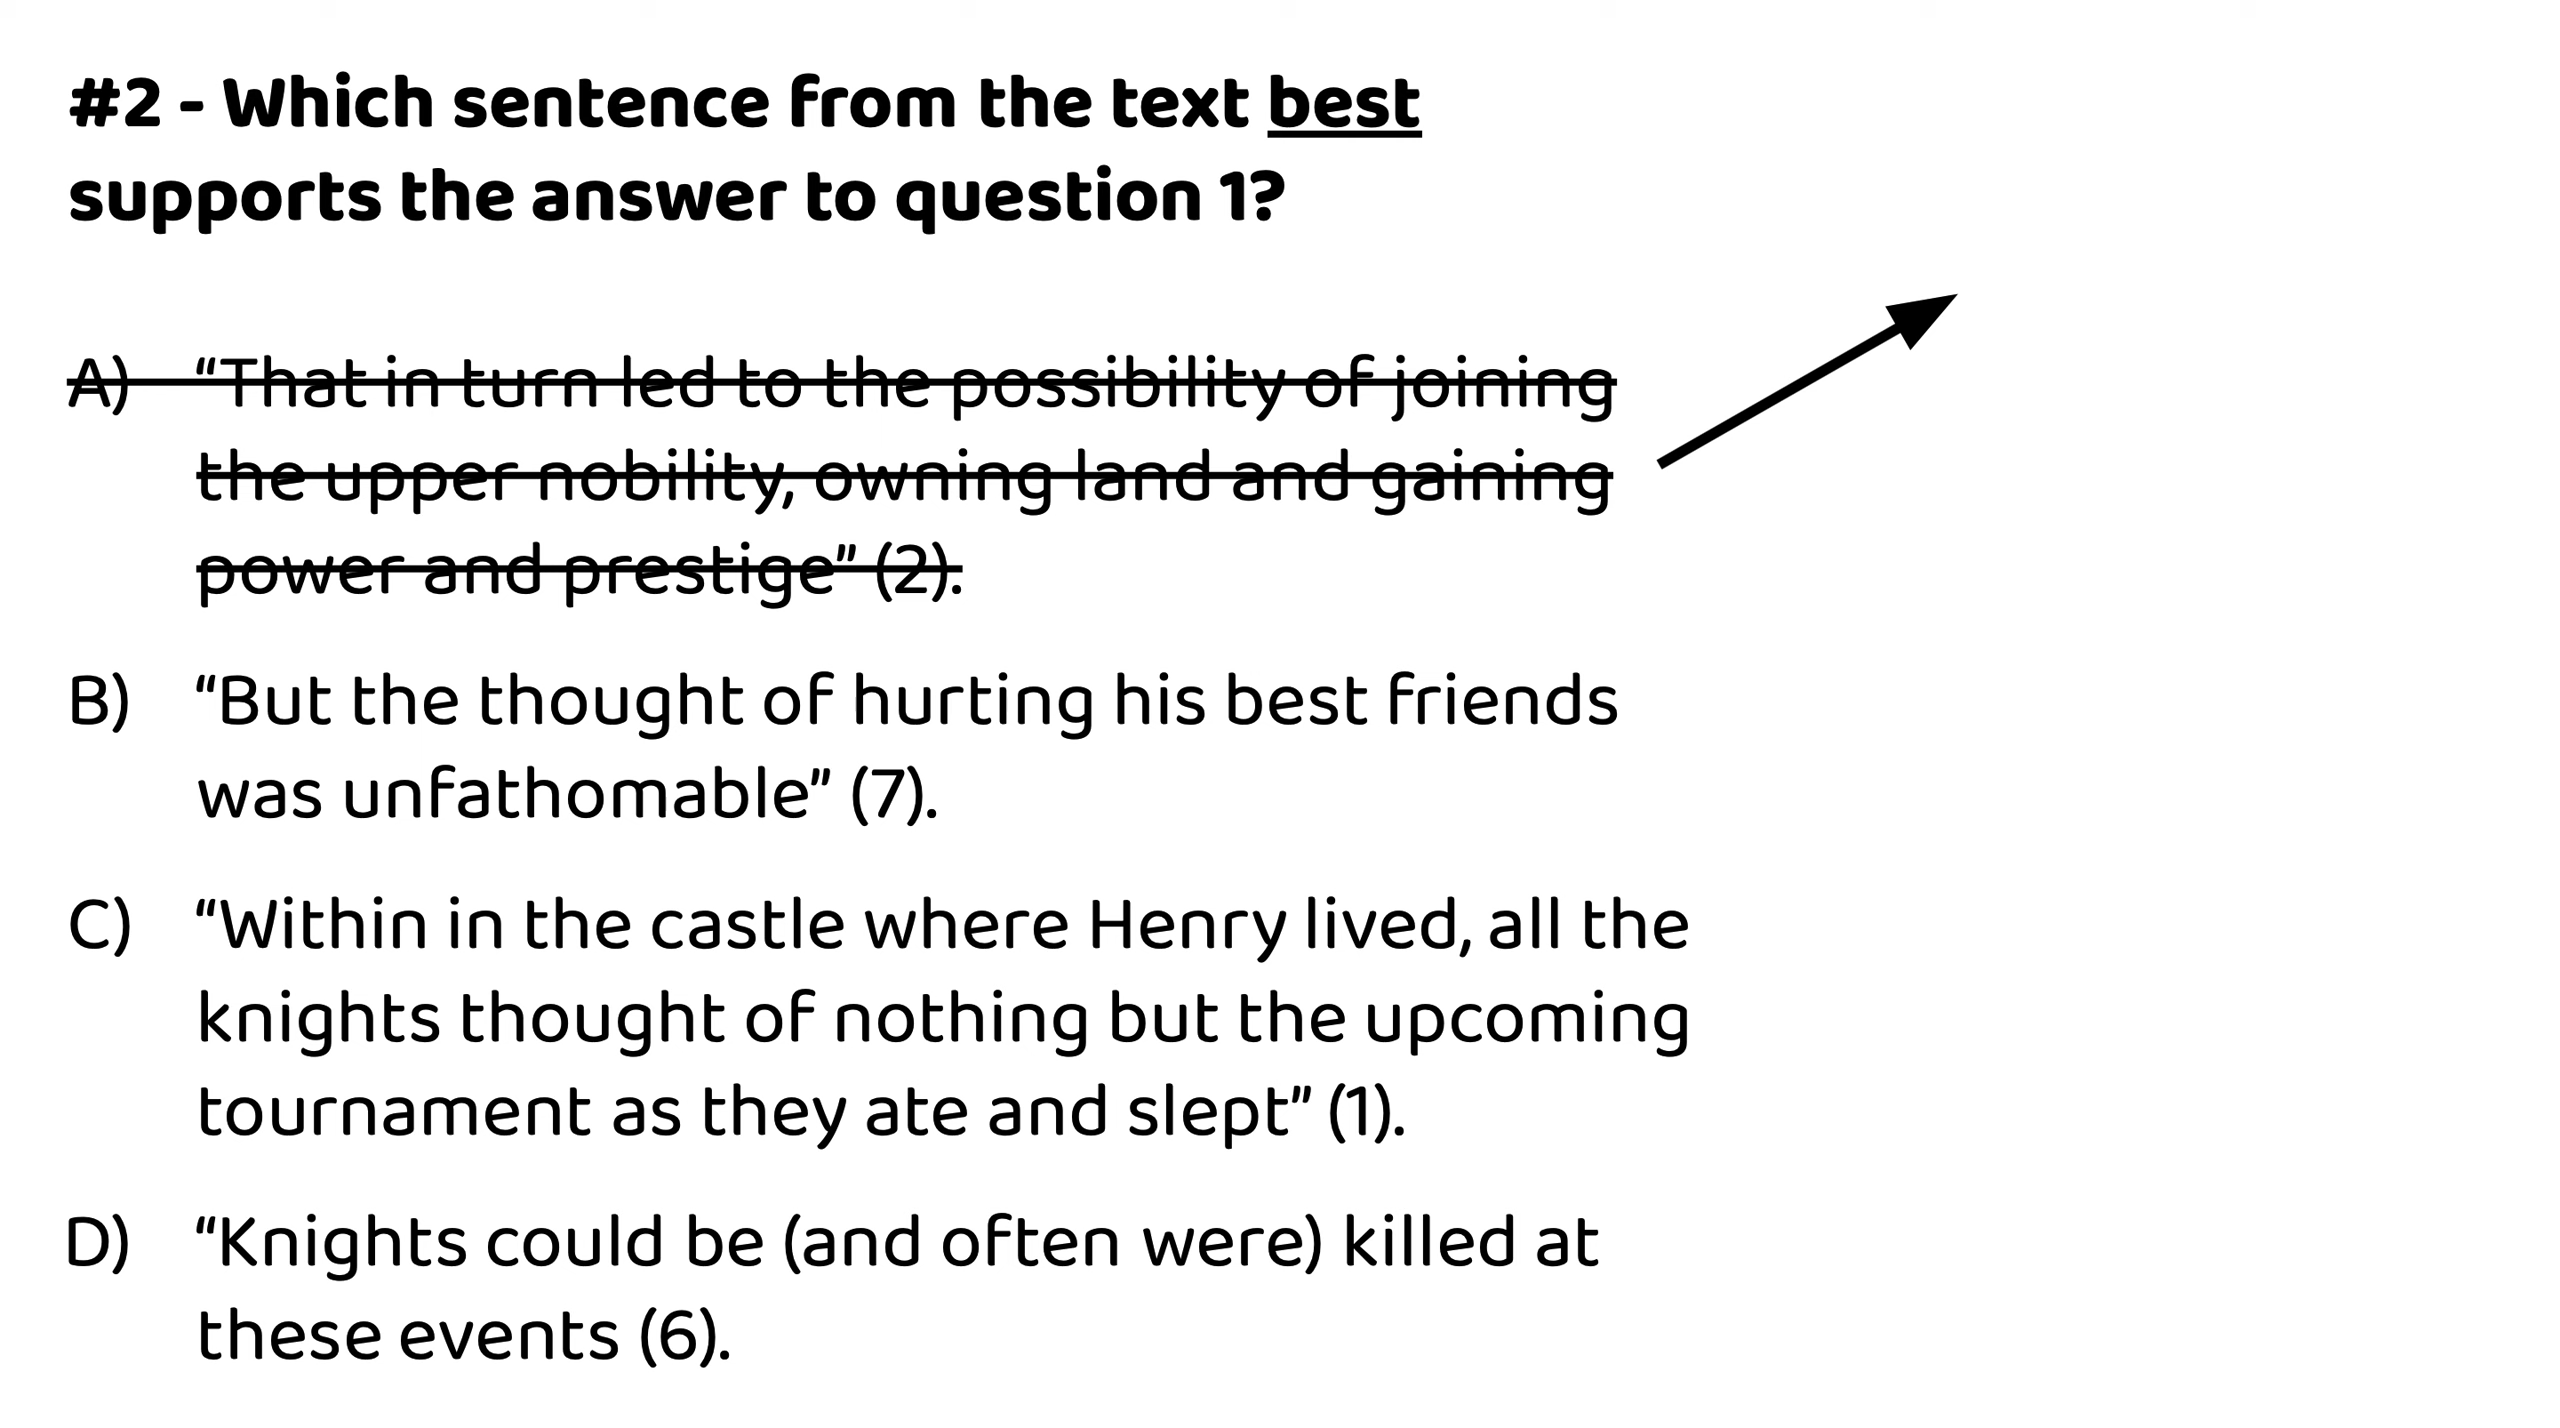 #2 - Which sentence from the text best
supports the answer to question 1?
A) “That in turn led to the possibility of joining
the upper nobility, owning land and gaining
power and prestige” (2).
B) “But the thought of hurting his best friends
was unfathomable” (7).
C) “Within in the castle where Henry lived, all the
knights thought of nothing but the upcoming
tournament as they ate and slept” (1).
D) “Knights could be (and often were) killed at
these events (6).